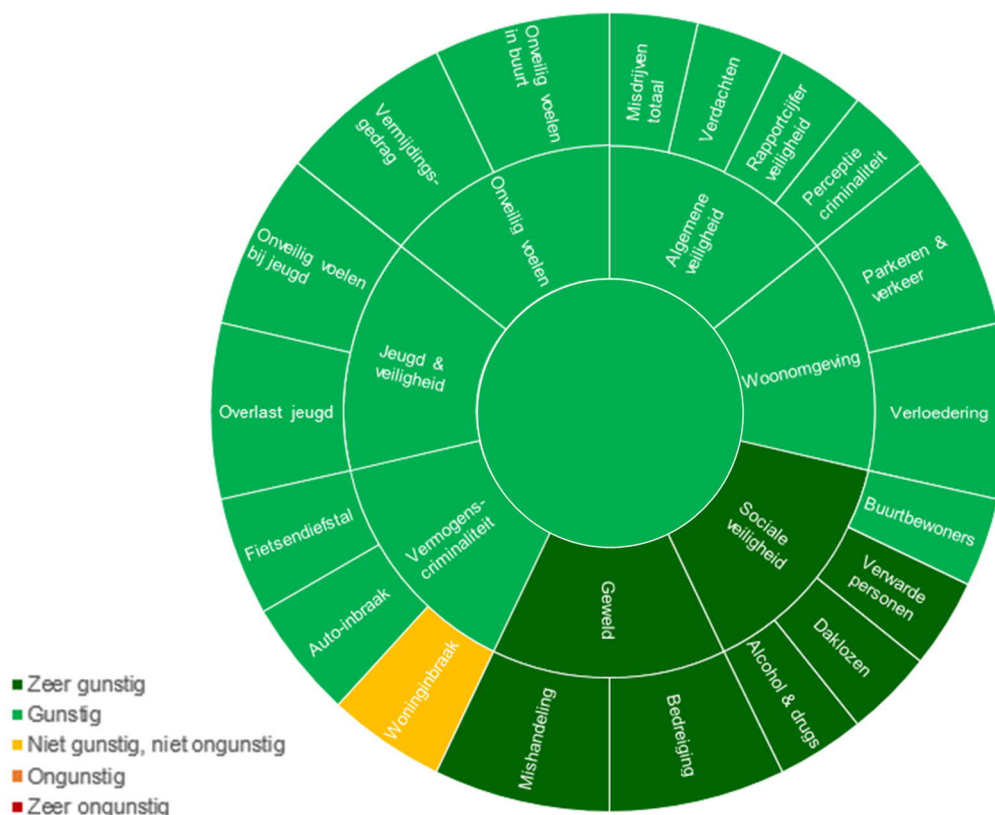 Misdrijven
totaal
Verdachten
Rapportcijfer
veiligheid
Perceptie
criminaliteit
Parkeren &
verkeer
Verloedering
Buurtbewoners
Verwarde
personen
Daklozen
Alcohol & drugs
Bedreiging
Mishandeling
Woninginbraak
Auto-inbraak
Fietsendiefstal
Overlast jeugd
Onveilig voelen
bij jeugd
Vermijdings-
gedrag
Onveilig voelen
in buurt
Algemene
veiligheid
Woonomgeving
Sociale
veiligheid
Geweld
Vermogens-
criminaliteit
Jeugd &
veiligheid
Onveilig voelen
Zeer gunstig
Gunstig
Niet gunstig, niet ongunstig
Ongunstig
Zeer ongunstig